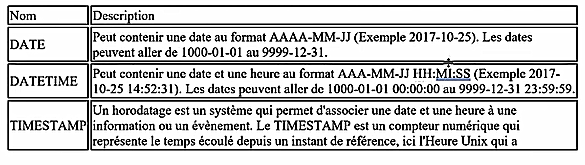 Nom Description
DATE
Peut contenir une date au format AAAA-MM-JJ (Exemple 2017-10-25). Les dates
peuvent aller de 1000-01-01 au 9999-12-31.
DATETIME
Peut contenir une date et une heure au format AAA-MM-JJ HH:MI:SS (Exemple 2017-
10-25 14:52:31). Les dates peuvent aller de 1000-01-01 00:00:00 au 9999-12-31 23:59:59.
TIMESTAMP
Un horodatage est un système qui permet d'associer une date et une heure à une
information ou un évènement. Le TIMESTAMP est un compteur numérique qui
représente le temps écoulé depuis un instant de référence, ici l'Heure Unix qui a